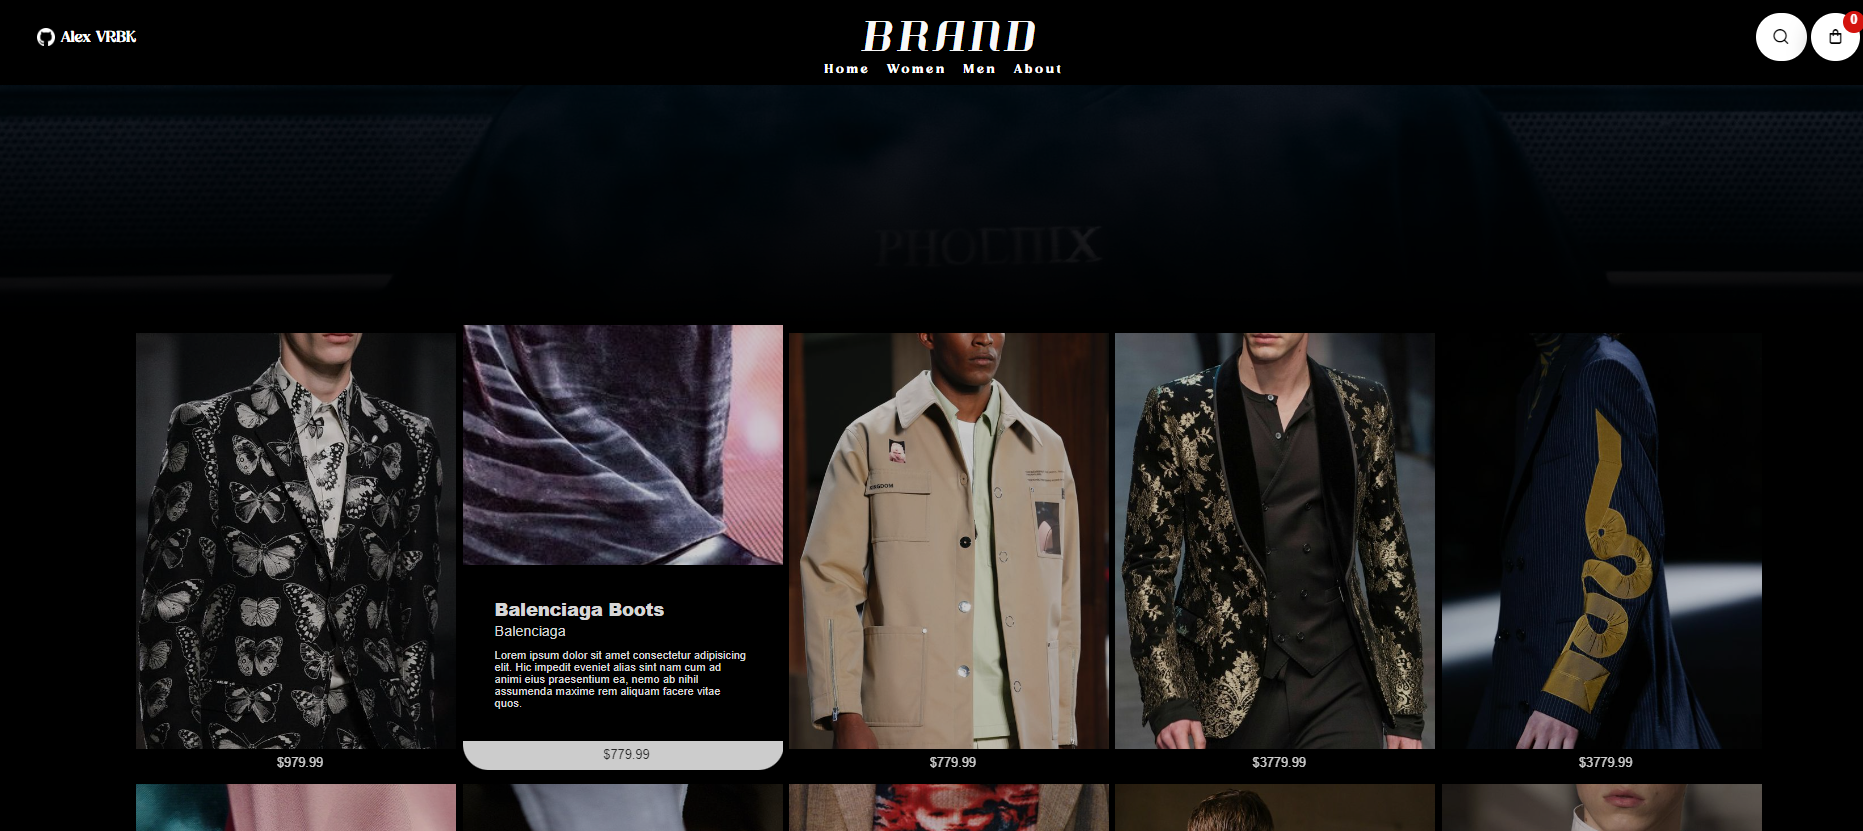 Alex VRBK
BRAND
0
Home Women Men About
PHOENIX
KINGDOM
Balenciaga Boots
Balenciaga
Lorem ipsum dolor sit amet consectetur adipisicing
elit. Hic impedit eveniet alias sint nam cum ad
animi eius praesentium ea, nemo ab nihil
assumenda maxime rem aliquam facere vitae
quos.
$979.99
$779.99
$779.99
$3779.99
$3779.99